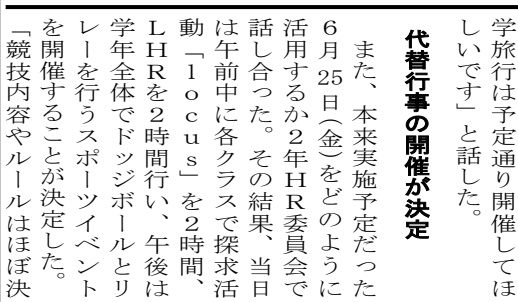 学旅行は予定通り開催してほ
しいです」と話した。
代替行事の開催が決定
また、本来実施予定だった
6月25日（金）をどのように
活用するか2年HR委員会で
話し合った。その結果、当日
は午前中に各クラスで探求活
動「locus」を2時間、
LHRを2時間行い、午後は
学年全体でドッジボールとリ
レーを行うスポーツイベント
を開催することが決定した。
「競技内容やルールはほぼ決